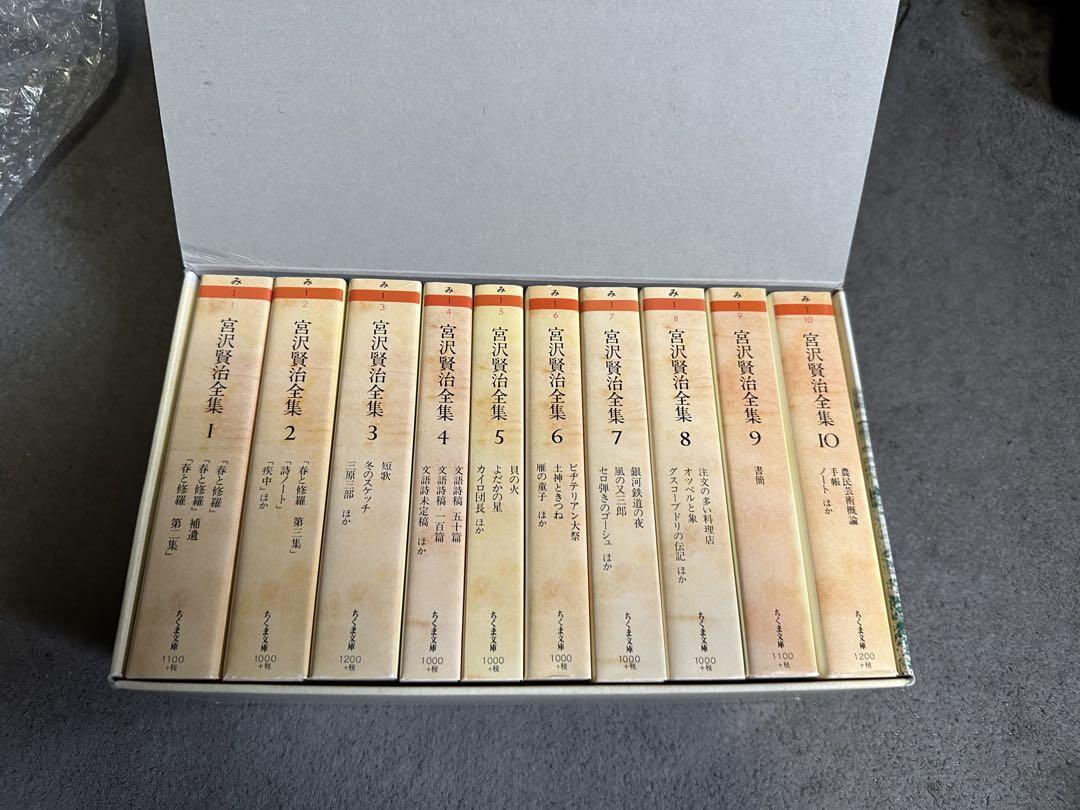 み
1
1
宮沢賢治全集 1
『春と修羅』
『春と修羅』補遺
「春と修羅 第二集」
ちくま文庫
1100
+税
み
1
2
宮沢賢治全集 2
「春と修羅 第三集」
「詩ノート」
「疾中」ほか
ちくま文庫
1000
+税
み
1
3
宮沢賢治全集 3
短歌
冬のスケッチ
三原三部 ほか
ちくま文庫
1200
+税
み
1
4
宮沢賢治全集 4
文語詩稿 五十篇
文語詩稿 一百篇
文語詩未定稿 ほか
ちくま文庫
1000
+税
み
1
5
宮沢賢治全集 5
貝の火
よだかの星
カイロ団長 ほか
ちくま文庫
1000
+税
み
1
6
宮沢賢治全集 6
ビヂテリアン大祭
土神ときつね
雁の童子 ほか
ちくま文庫
1000
+税
み
1
7
宮沢賢治全集 7
銀河鉄道の夜
風の又三郎
セロ弾きのゴーシュ ほか
ちくま文庫
1000
+税
み
1
8
宮沢賢治全集 8
注文の多い料理店
オツベルと象
グスコーブドリの伝記 ほか
ちくま文庫
1000
+税
み
1
9
宮沢賢治全集 9
書簡
ちくま文庫
1100
+税
み
1
10
宮沢賢治全集 10
農民芸術概論
手帳
ノート ほか
ちくま文庫
1200
+税